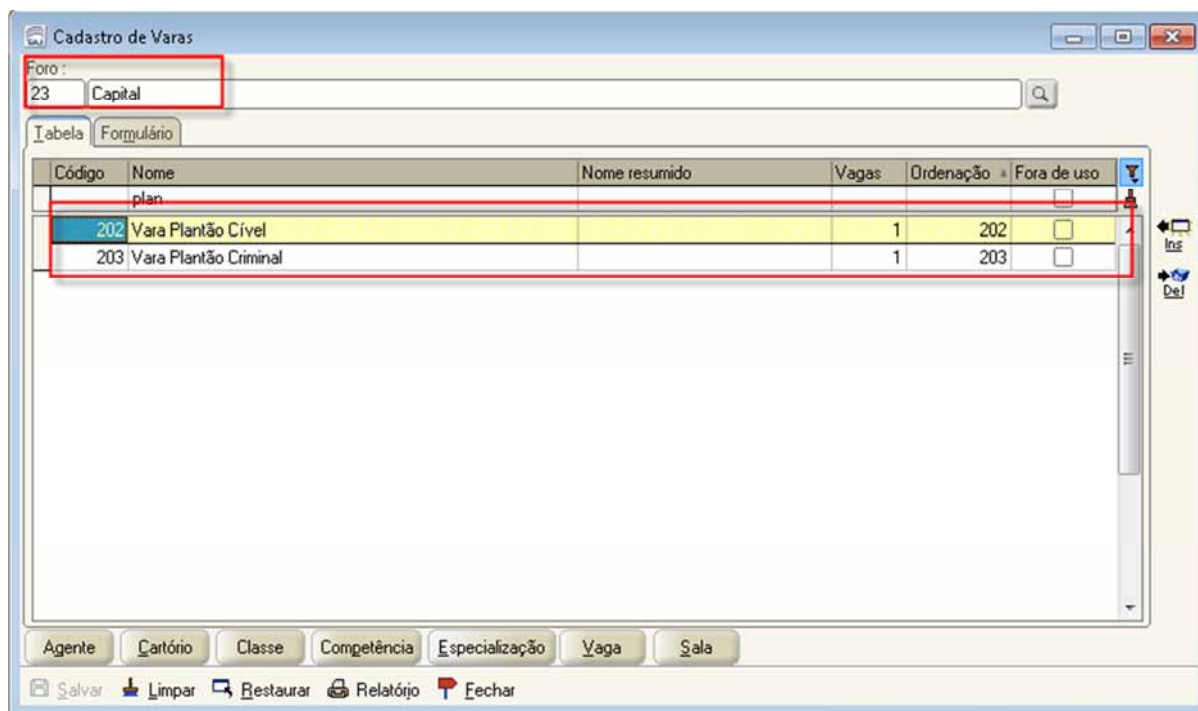 Cadastro de Varas
Foro :
23 Capital
Tabela Formulário
Código Nome Nome resumido Vagas Ordenação Fora de uso
plan
202 Vara Plantão Cível 1 202
203 Vara Plantão Criminal 1 203
Ins
Del
Agente Cartório Classe Competência Especialização Vaga Sala
Salvar Limpar Restaurar Relatório Fechar